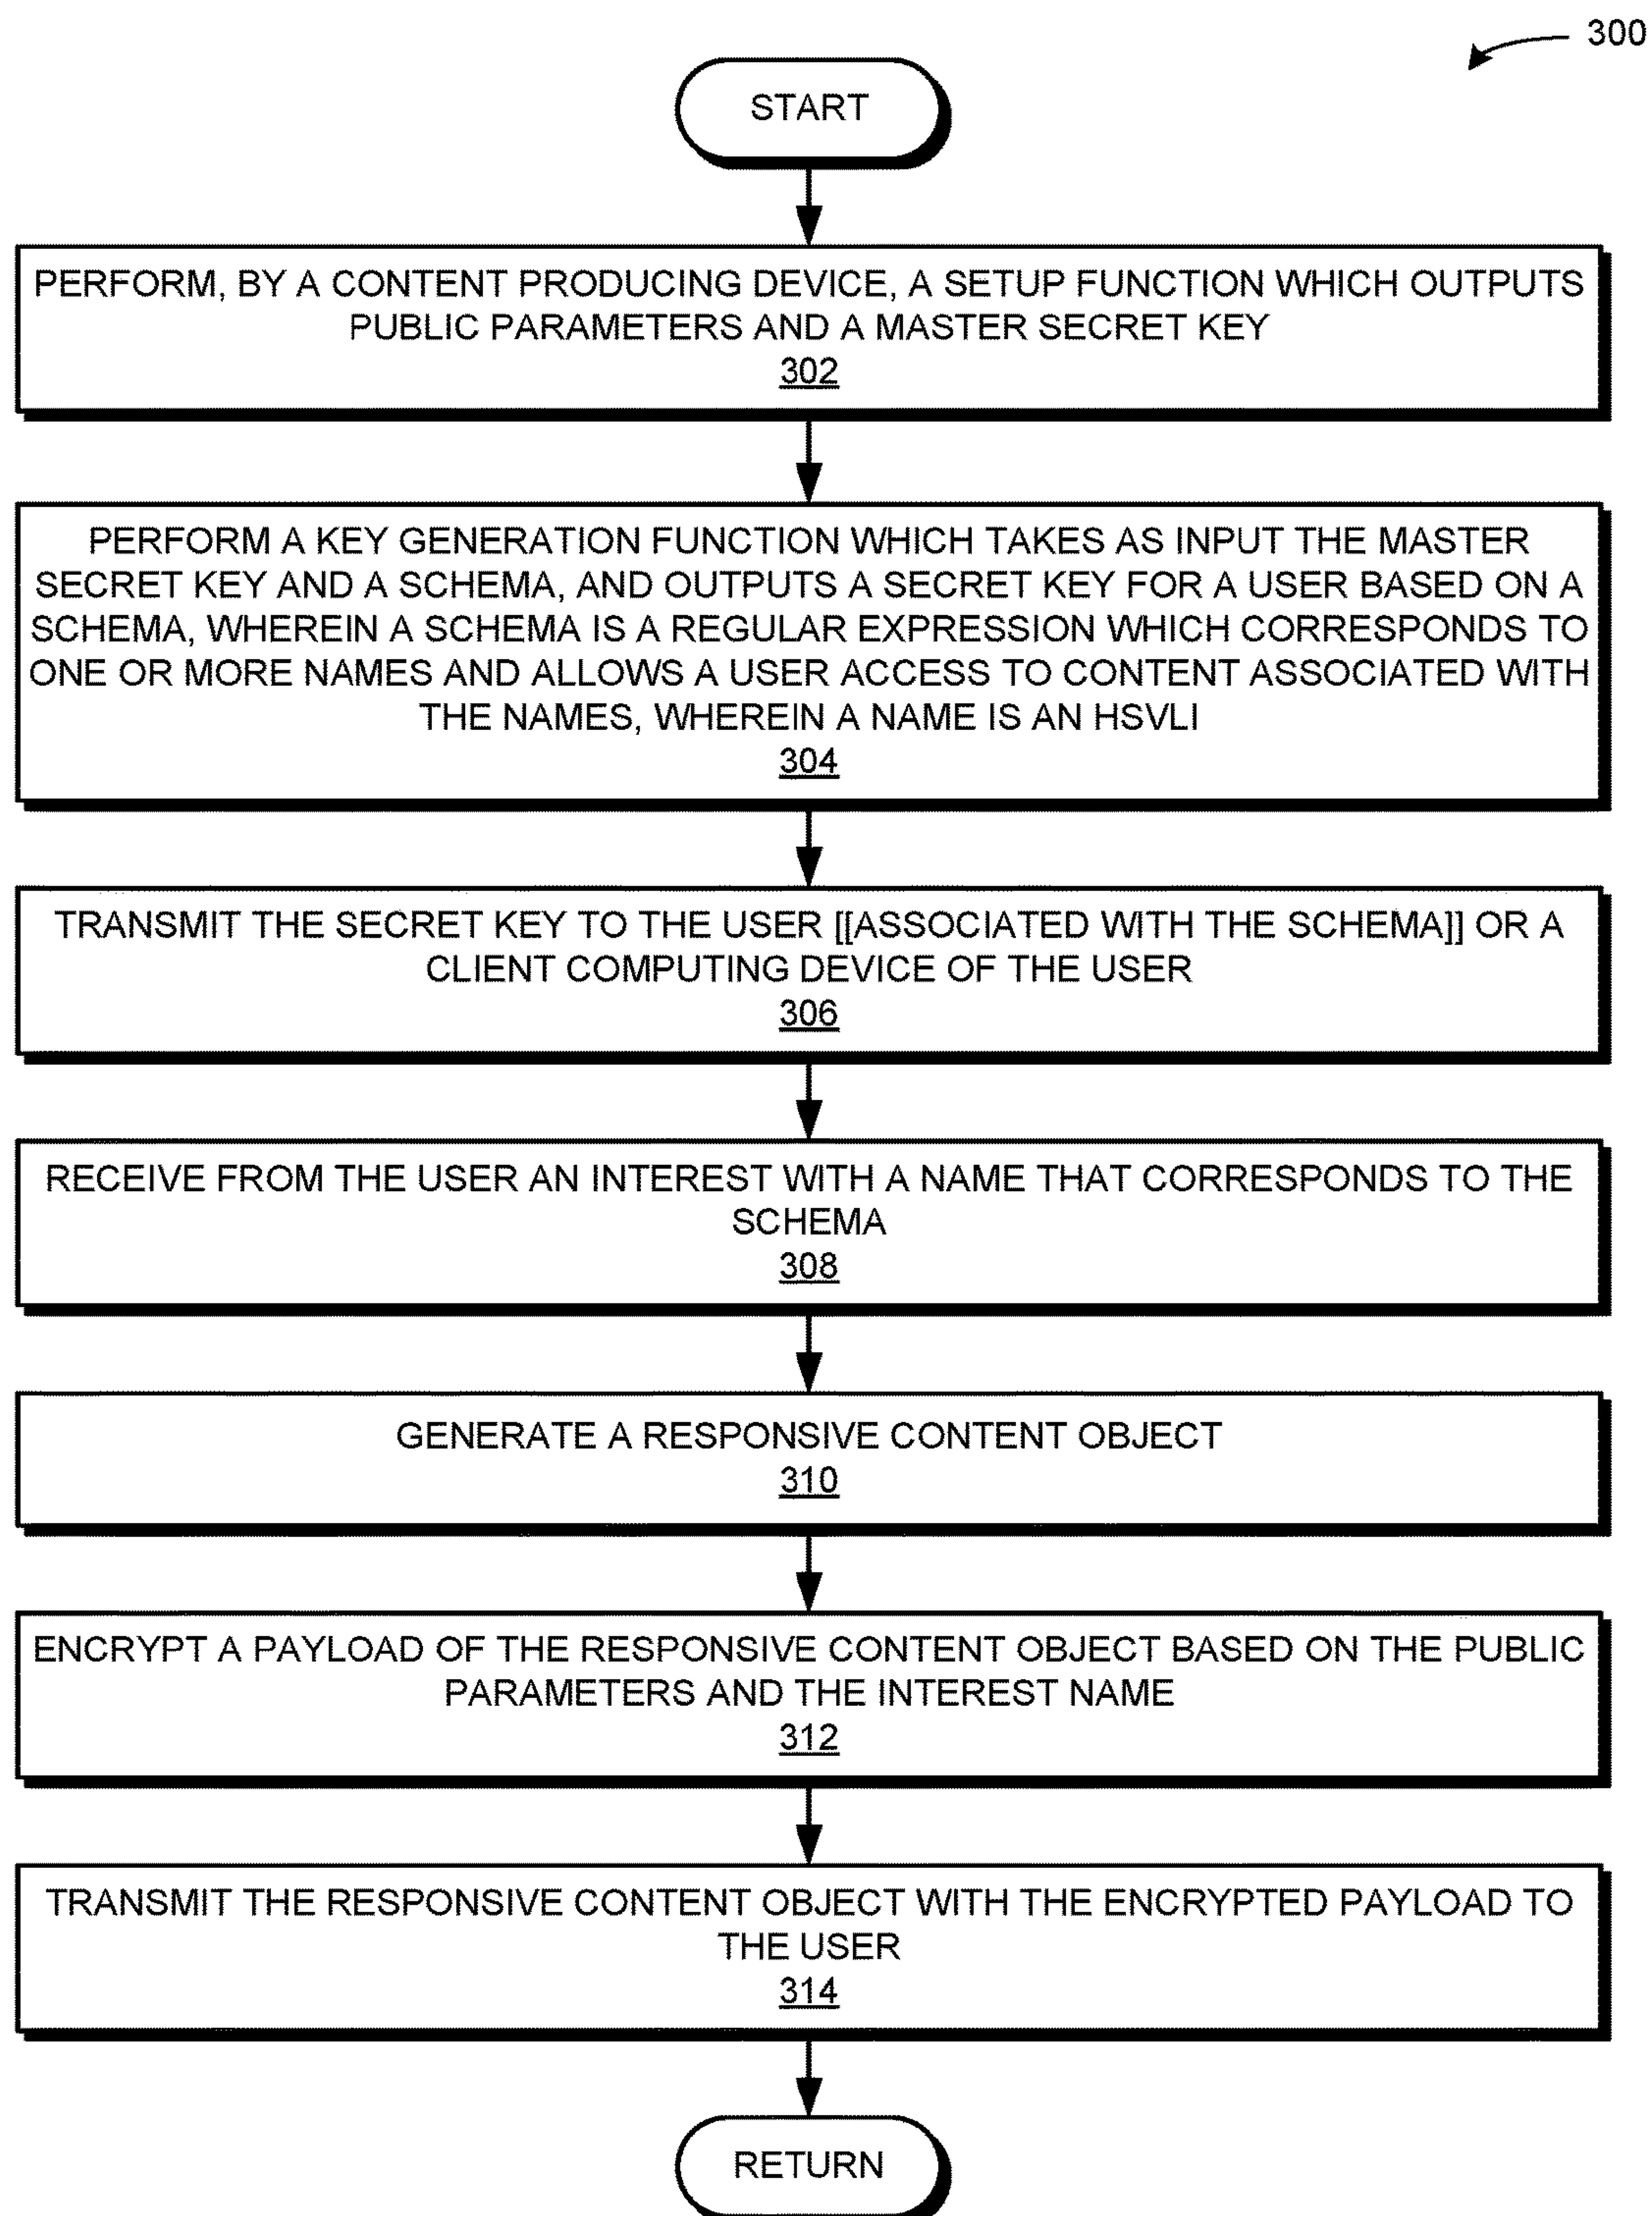 300
START
PERFORM, BY A CONTENT PRODUCING DEVICE, A SETUP FUNCTION WHICH OUTPUTS
PUBLIC PARAMETERS AND A MASTER SECRET KEY
302
PERFORM A KEY GENERATION FUNCTION WHICH TAKES AS INPUT THE MASTER
SECRET KEY AND A SCHEMA, AND OUTPUTS A SECRET KEY FOR A USER BASED ON A
SCHEMA, WHEREIN A SCHEMA IS A REGULAR EXPRESSION WHICH CORRESPONDS TO
ONE OR MORE NAMES AND ALLOWS A USER ACCESS TO CONTENT ASSOCIATED WITH
THE NAMES, WHEREIN A NAME IS AN HSVLI
304
TRANSMIT THE SECRET KEY TO THE USER [[ASSOCIATED WITH THE SCHEMA]] OR A
CLIENT COMPUTING DEVICE OF THE USER
306
RECEIVE FROM THE USER AN INTEREST WITH A NAME THAT CORRESPONDS TO THE
SCHEMA
308
GENERATE A RESPONSIVE CONTENT OBJECT
310
ENCRYPT A PAYLOAD OF THE RESPONSIVE CONTENT OBJECT BASED ON THE PUBLIC
PARAMETERS AND THE INTEREST NAME
312
TRANSMIT THE RESPONSIVE CONTENT OBJECT WITH THE ENCRYPTED PAYLOAD TO
THE USER
314
RETURN